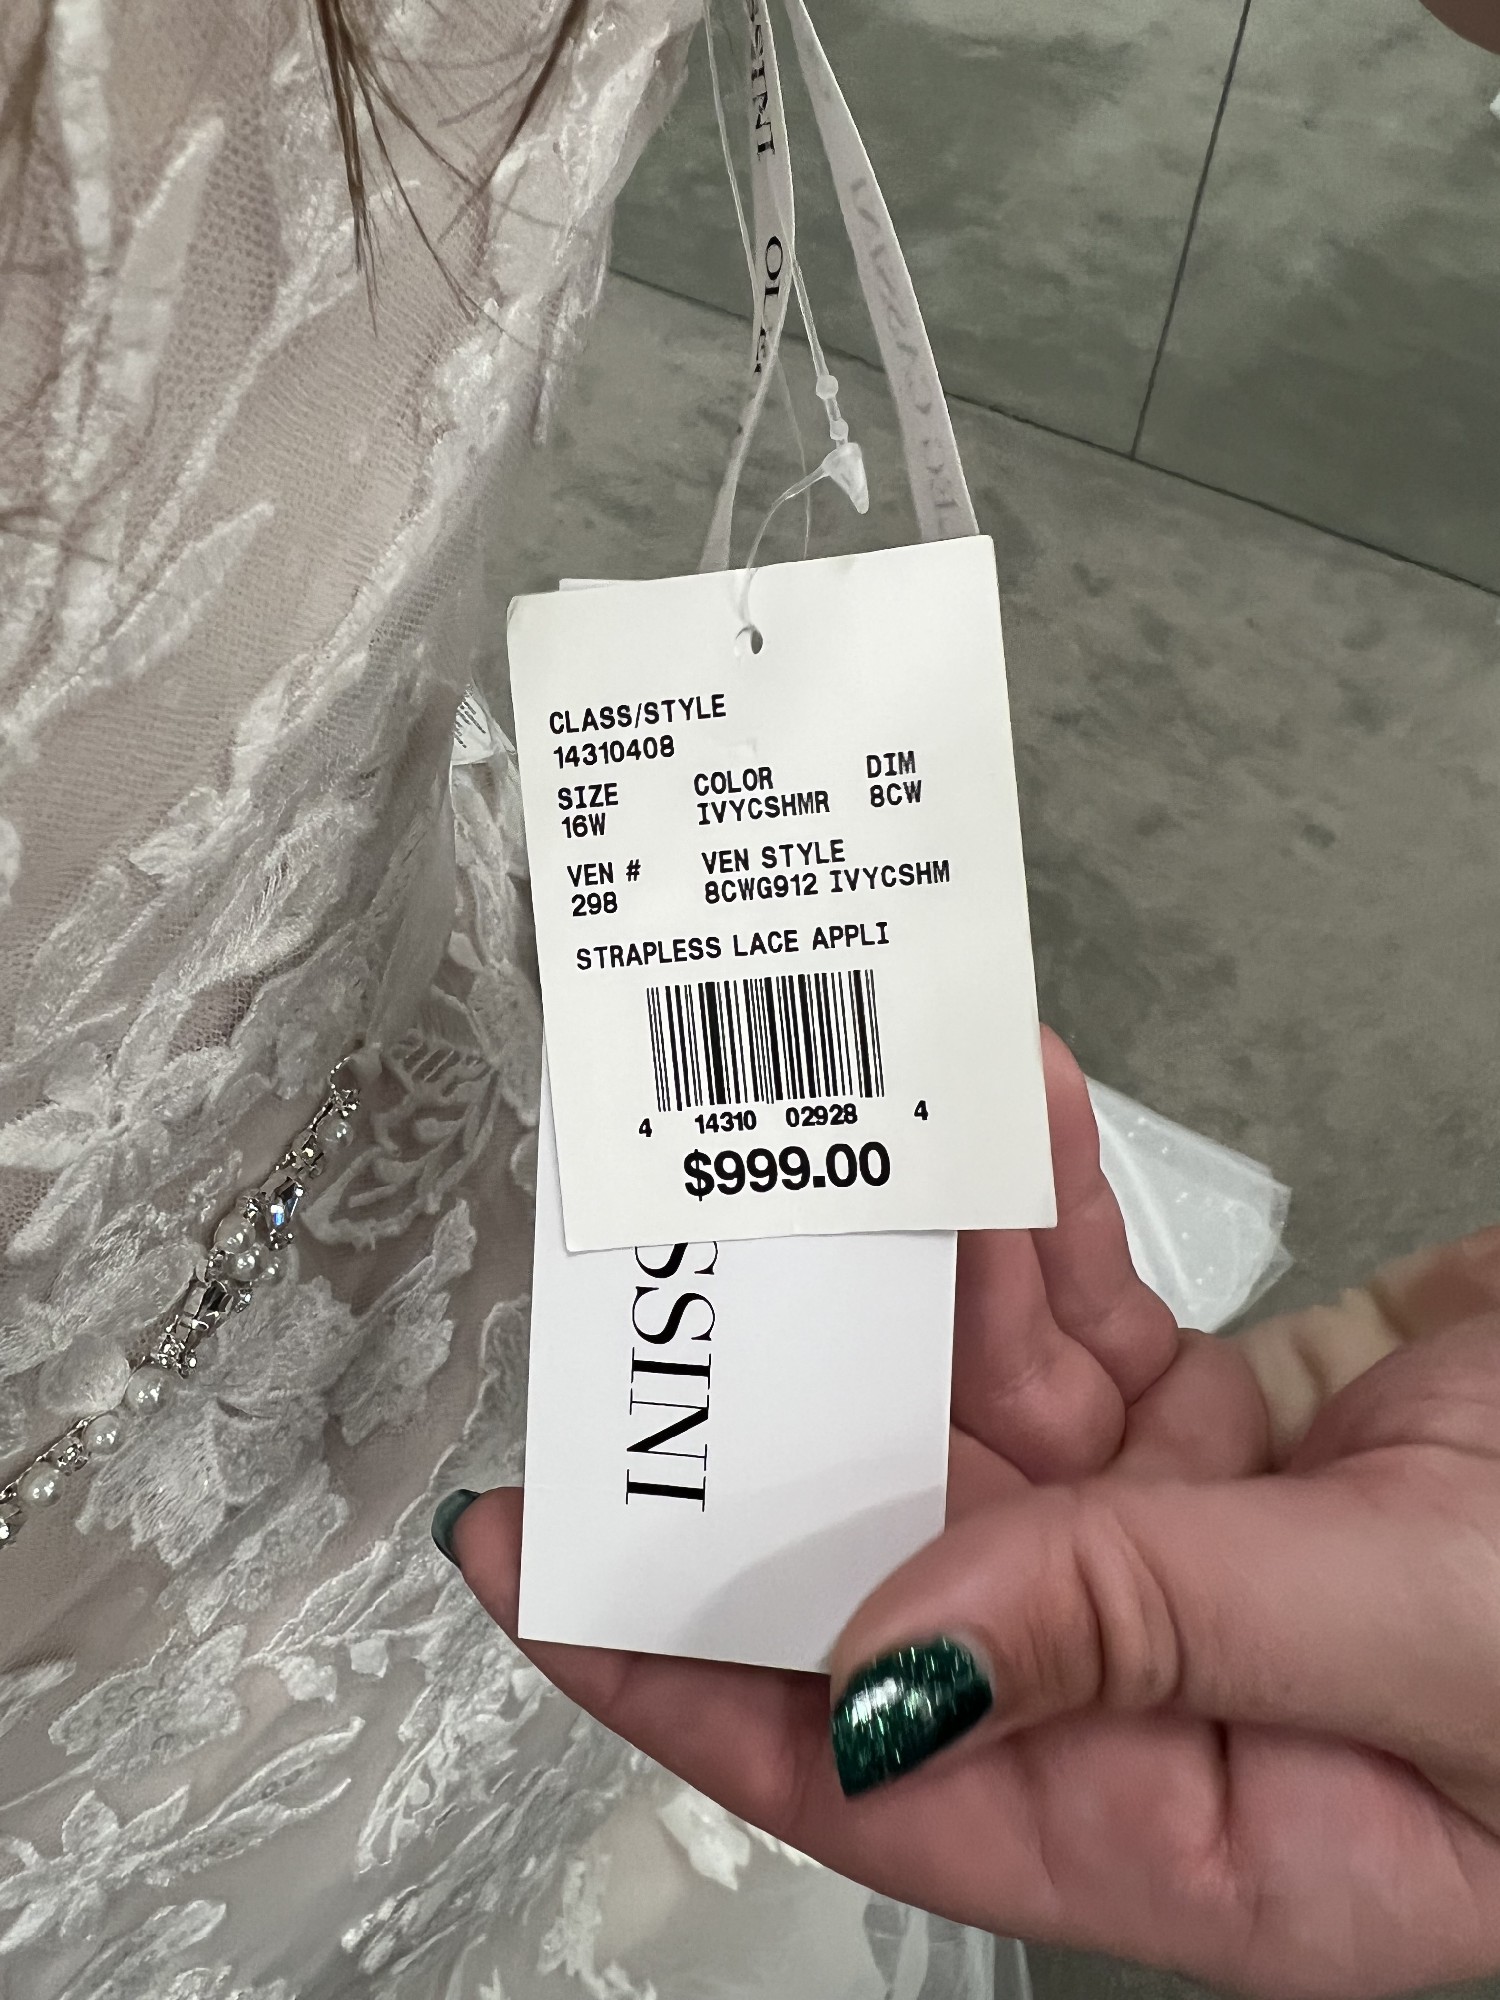 CLASS/STYLE
14310408
SIZE COLOR DIM
16W IVYCSHMR 8CW
VEN # VEN STYLE
298 8CWG912 IVYCSHM
STRAPLESS LACE APPLI
4 14310 02928 4
$999.00
SSINI